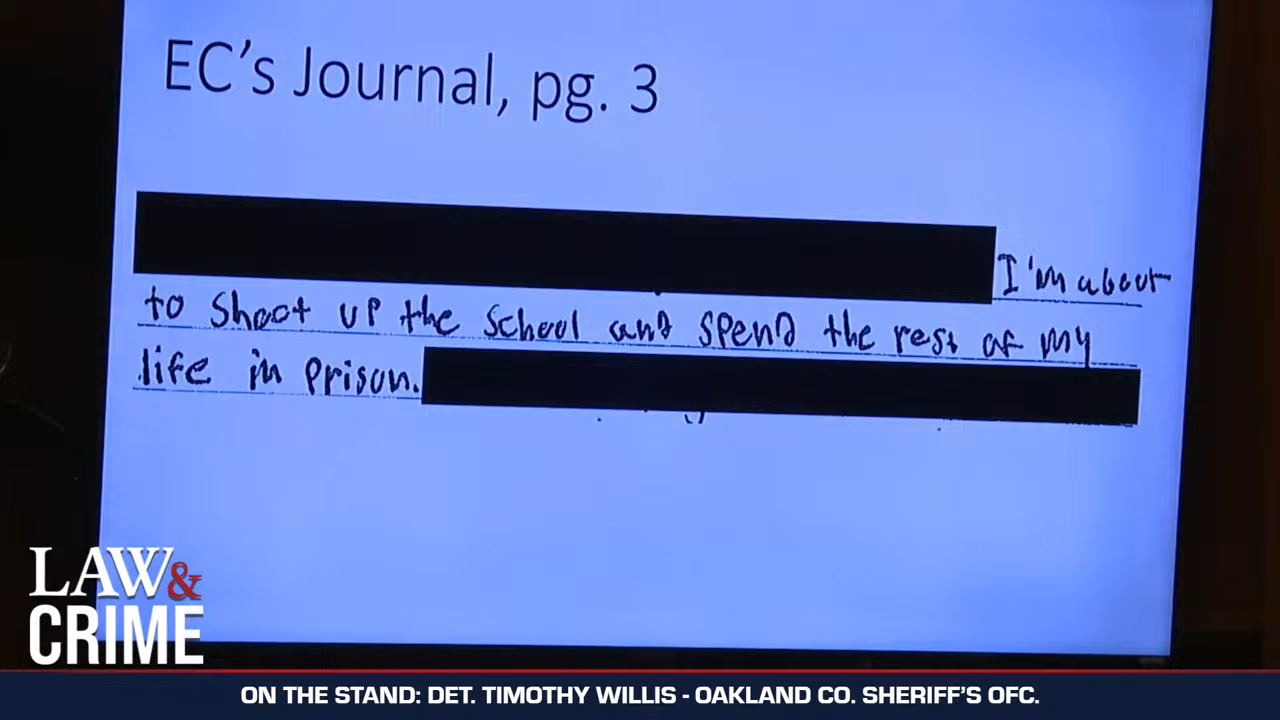 EC's Journal, pg. 3
I'm about
to shoot up the school and spend the rest of my
life in prison.
LAW&
CRIME
ON THE STAND: DET. TIMOTHY WILLIS - OAKLAND CO. SHERIFF'S OFC.